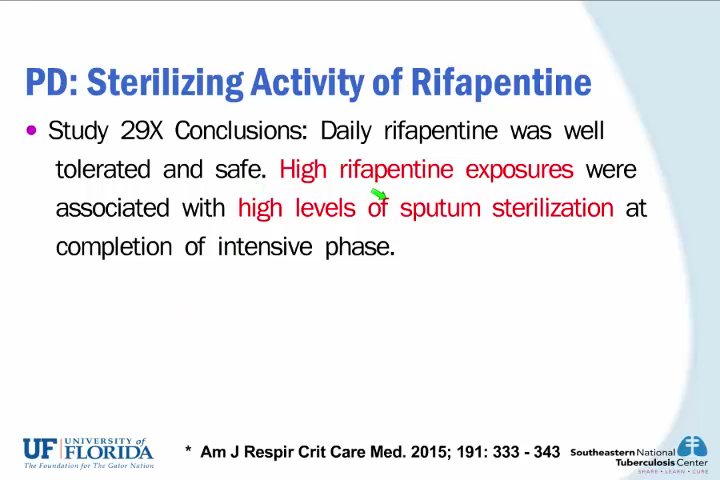 PD: Sterilizing Activity of Rifapentine
• Study 29X Conclusions: Daily rifapentine was well
tolerated and safe. High rifapentine exposures were
associated with high levels of sputum sterilization at
completion of intensive phase.
UF UNIVERSITY of
FLORIDA
The Foundation for The Gator Nation
* Am J Respir Crit Care Med. 2015; 191: 333 - 343
Southeastern National
Tuberculosis Center
SHARE • LEARN • CURE